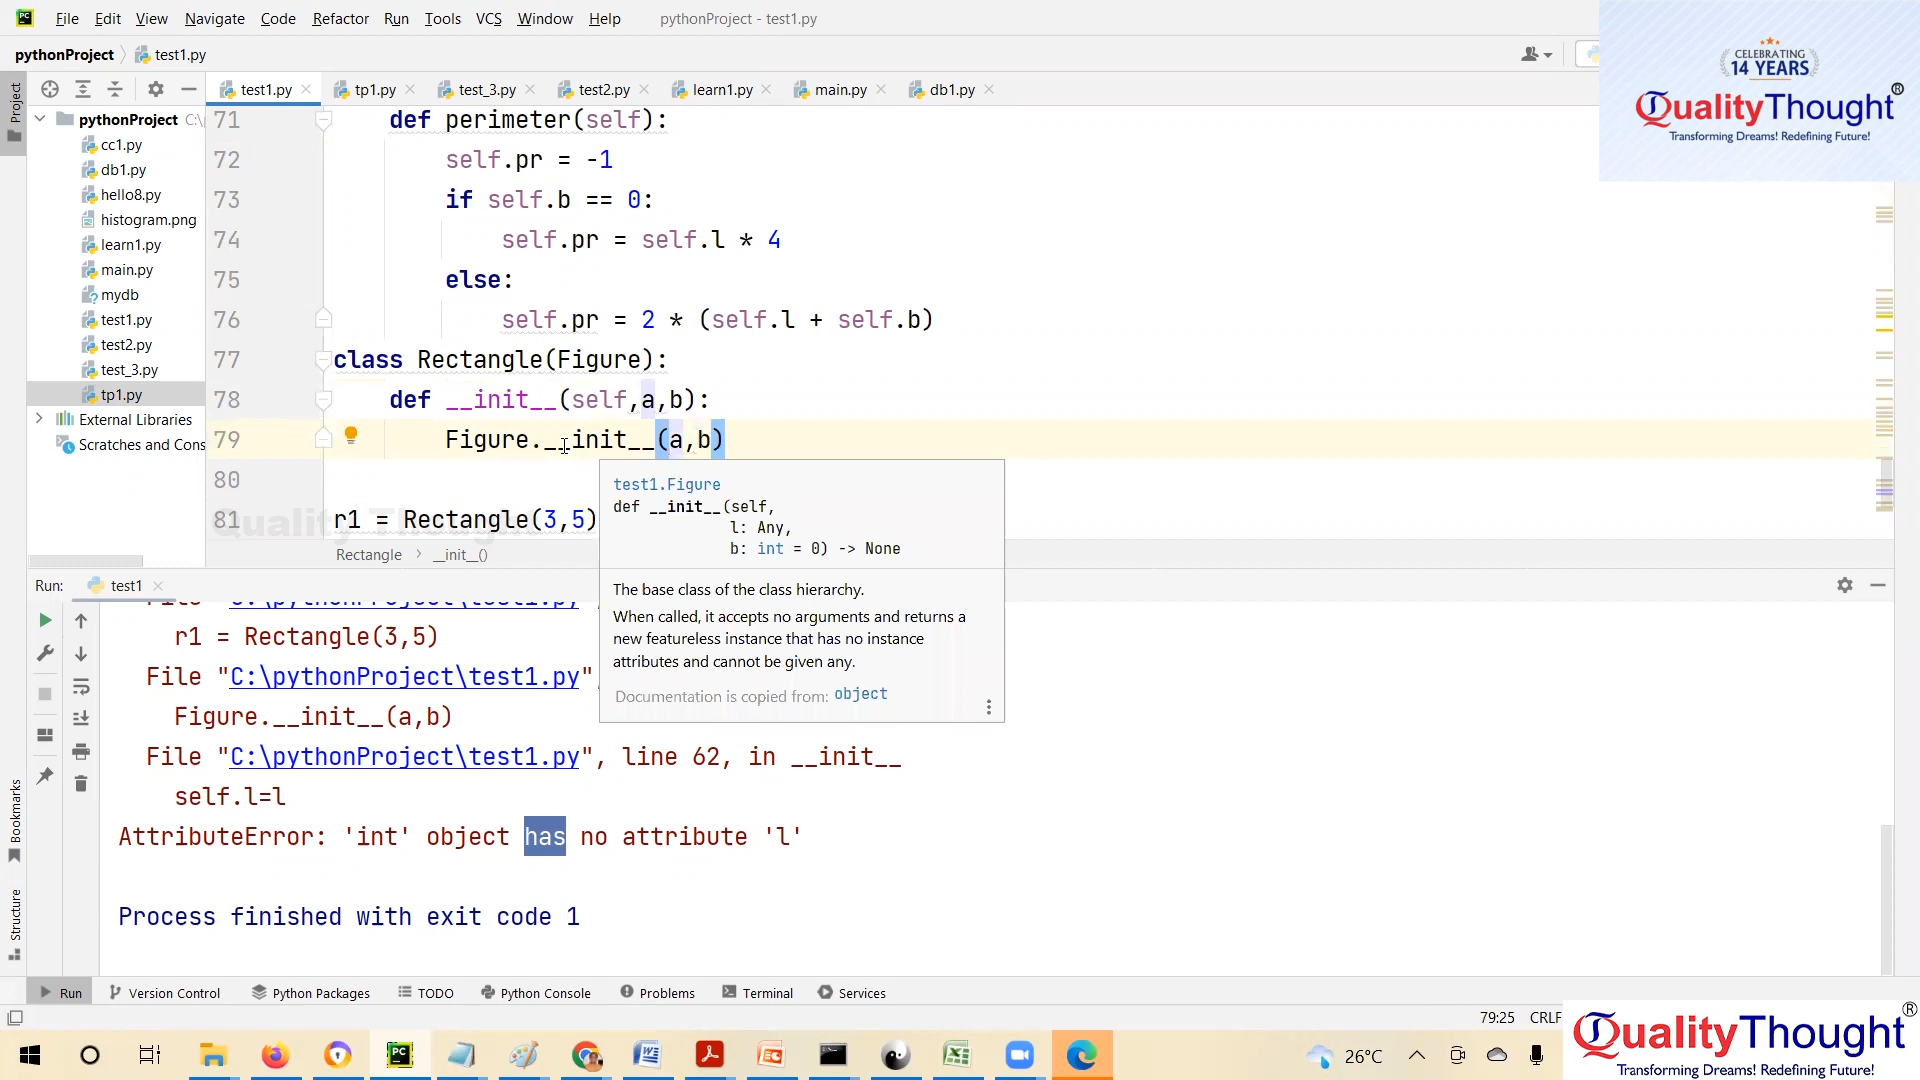 File Edit View Navigate Code Refactor Run Tools VCS Window Help pythonProject - test1.py
pythonProject test1.py
CELEBRATING
14 YEARS
QualityThought ®
Transforming Dreams! Redefining Future!
Project
test1.py tp1.py test_3.py test2.py learn1.py main.py db1.py
pythonProject C:\
cc1.py
db1.py
hello8.py
histogram.png
learn1.py
main.py
mydb
test1.py
test2.py
test_3.py
tp1.py
External Libraries
Scratches and Cons
71 def perimeter(self):
72 self.pr = -1
73 if self.b == 0:
74 self.pr = self.l * 4
75 else:
76 self.pr = 2 * (self.l + self.b)
77 class Rectangle(Figure):
78 def __init__(self,a,b):
79 Figure.__init__(a,b)
80
81 r1 = Rectangle(3,5)
Quality Thought
Rectangle __init__()
test1.Figure
def __init__(self,
l: Any,
b: int = 0) -> None
The base class of the class hierarchy.
When called, it accepts no arguments and returns a
new featureless instance that has no instance
attributes and cannot be given any.
Documentation is copied from: object
Run: test1
File "C:\pythonProject\test1.py",
r1 = Rectangle(3,5)
File "C:\pythonProject\test1.py",
Figure.__init__(a,b)
File "C:\pythonProject\test1.py", line 62, in __init__
self.l=l
AttributeError: 'int' object has no attribute 'l'
Process finished with exit code 1
Bookmarks
Structure
Run Version Control Python Packages TODO Python Console Problems Terminal Services
79:25 CRLF
26°C
QualityThought ®
Transforming Dreams! Redefining Future!